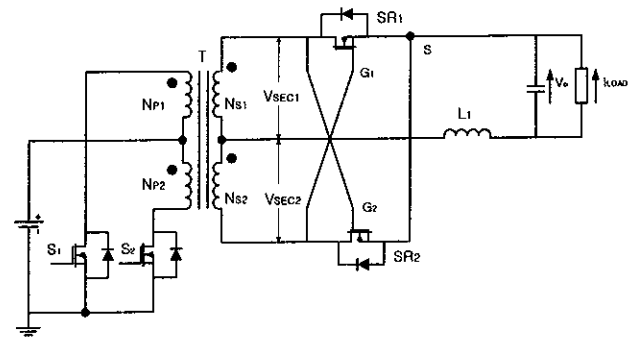 SR1
T
S
G1
NP1
NS1
VSEC1
Vo
iLOAD
L1
NP2
NS2
VSEC2
G2
+
S1
S2
SR2